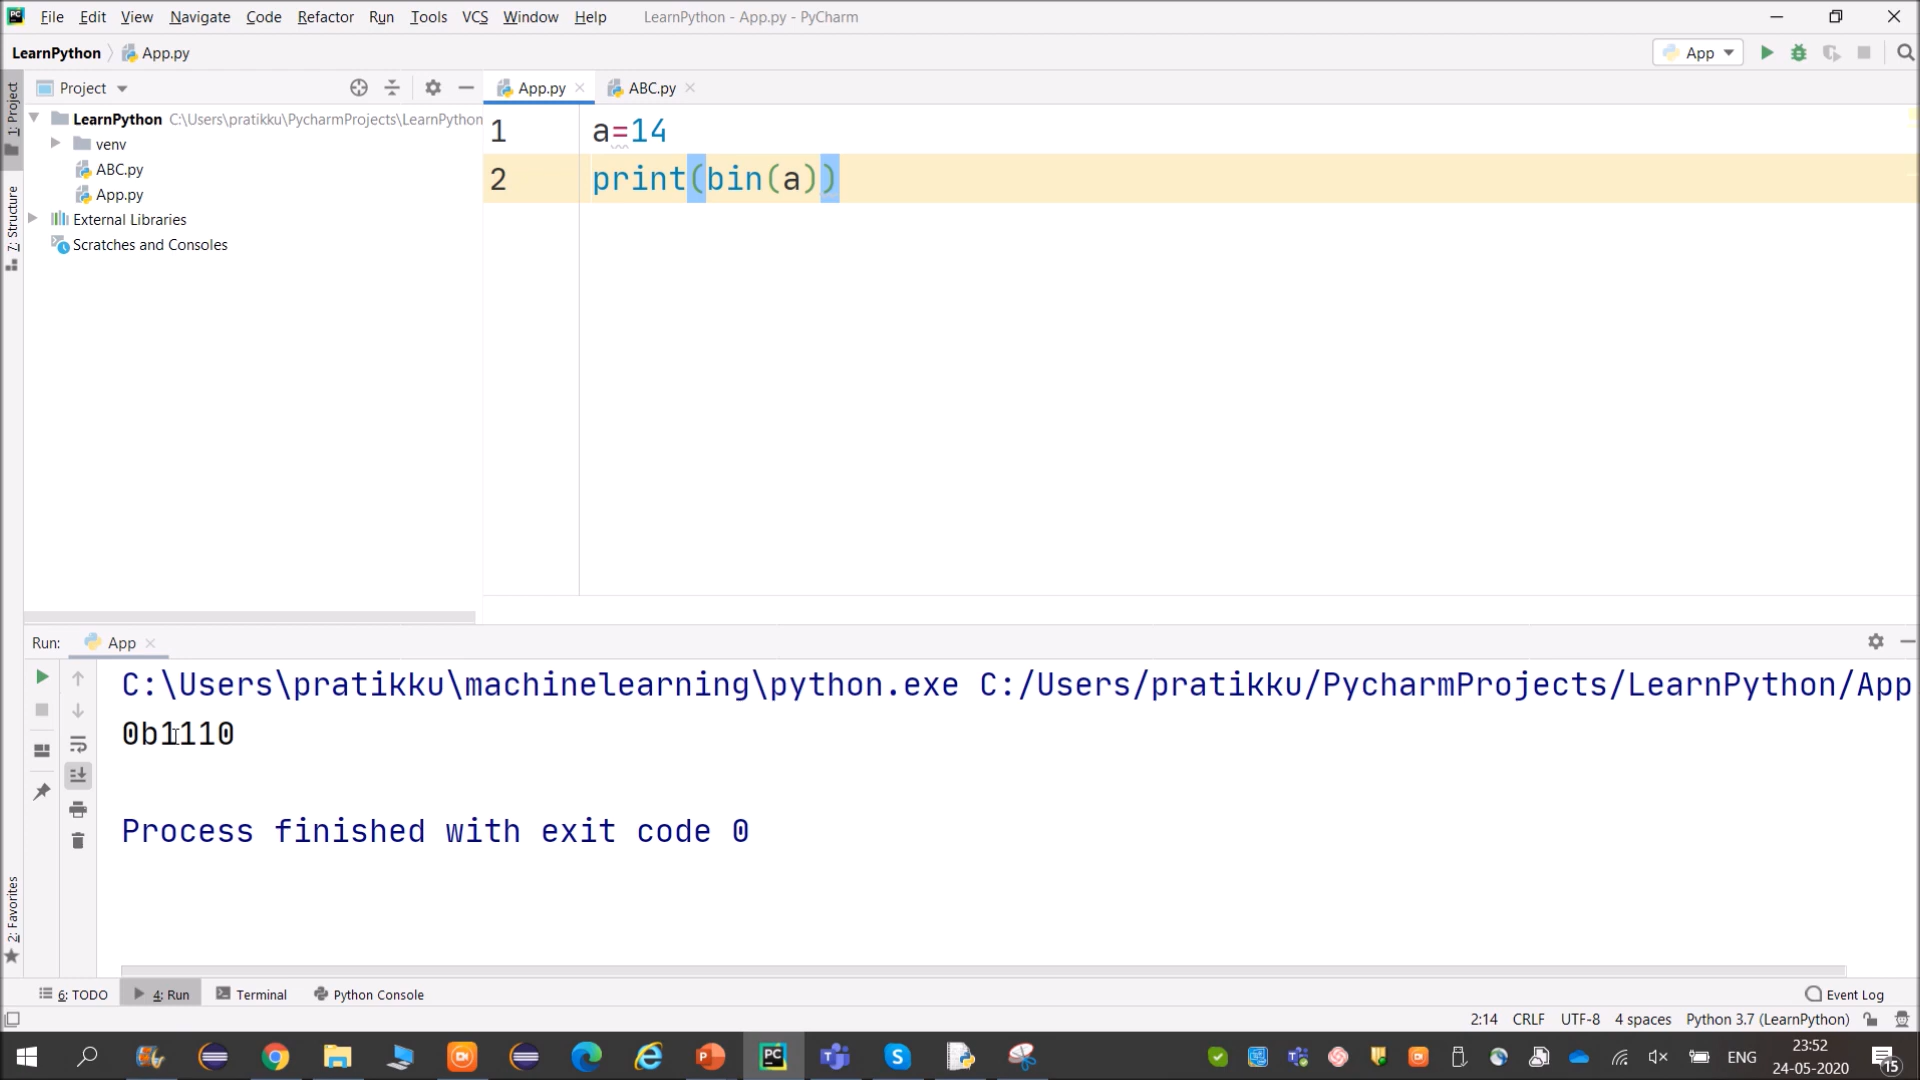 File Edit View Navigate Code Refactor Run Tools VCS Window Help LearnPython - App.py - PyCharm
LearnPython App.py App
1: Project
Project
App.py
ABC.py
LearnPython C:\Users\pratikku\PycharmProjects\LearnPython
venv
ABC.py
App.py
External Libraries
Scratches and Consoles
7: Structure
1 a=14
2 print(bin(a))
Run: App
C:\Users\pratikku\machinelearning\python.exe C:/Users/pratikku/PycharmProjects/LearnPython/App
0b1110
Process finished with exit code 0
2: Favorites
6: TODO 4: Run Terminal Python Console Event Log
2:14 CRLF UTF-8 4 spaces Python 3.7 (LearnPython)
ENG
23:52
24-05-2020
15